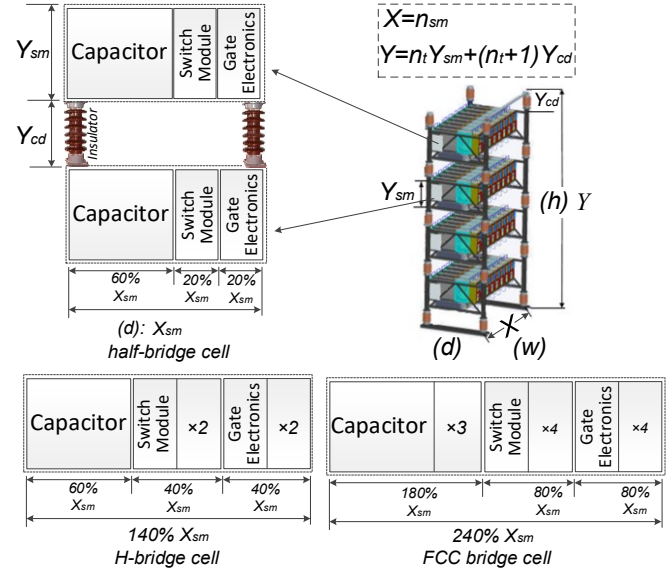 X=nsm
Y=ntYsm+(nt+1)Ycd
Ysm
Capacitor
Switch
Module
Gate
Electronics
Ycd
Insulator
Capacitor
Switch
Module
Gate
Electronics
60%
Xsm
20%
Xsm
20%
Xsm
(d): Xsm
half-bridge cell
Ycd
Ysm
(h) Y
X
(d)
(w)
Capacitor
Switch
Module
×2
Gate
Electronics
×2
60%
Xsm
40%
Xsm
40%
Xsm
140% Xsm
H-bridge cell
Capacitor
×3
Switch
Module
×4
Gate
Electronics
×4
180%
Xsm
80%
Xsm
80%
Xsm
240% Xsm
FCC bridge cell